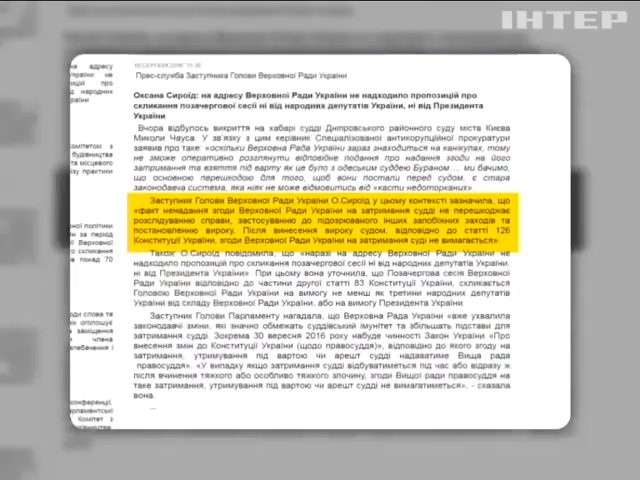 ІНТЕР
Прес-служба Заступника Голови Верховної Ради України
Оксана Сироїд: на адресу Верховної Ради України не надходило пропозицій про
скликання позачергової сесії ні від народних депутатів України, ні від Президента
України
Вчора відбулось викриття на хабарі судді Дніпровського районного суду міста Києва
Миколи Чауса. У зв'язку з цим керівник Спеціалізованої антикорупційної прокуратури
заявив про таке: «оскільки Верховна Рада України зараз знаходиться на канікулах, тому
не зможе оперативно розглянути відповідне подання про надання згоди на його
затримання та взяття під варту як це було з одеським суддею Бураном… ми бачимо,
що основною перешкодою для того, щоб вони постали перед судом, є стара
законодавча система, яка ніяк не може відмовитись від «касти недоторканих».
Заступник Голови Верховної Ради України О.Сироїд у цьому контексті зазначила, що
«факт ненадання згоди Верховної Ради України на затримання судді не перешкоджає
розслідуванню справи, застосуванню до підозрюваного інших запобіжних заходів та
постановленню вироку. Після винесення вироку судом, відповідно до статті 126
Конституції України, згоди Верховної Ради України на затримання судді не вимагається».
Також О.Сироїд повідомила, що «наразі на адресу Верховної Ради України не
надходило пропозицій про скликання позачергової сесії ні від народних депутатів України,
ні від Президента України». При цьому вона уточнила, що Позачергова сесія Верховної Ради
України відповідно до частини другої статті 83 Конституції України, скликається
Головою Верховної Ради України на вимогу не менш як третини народних депутатів
України від складу Верховної Ради України, або на вимогу Президента України
Заступник Голови Парламенту нагадала, що Верховна Рада України «вже ухвалила
законодавчі зміни, які значно обмежать суддівський імунітет та збільшать підстави для
затримання судді. Зокрема 30 вересня 2016 року набуде чинності Закон України «Про
внесення змін до Конституції України (щодо правосуддя)», відповідно до якого згоду на
затримання, утримування під вартою чи арешт судді надаватиме Вища рада
правосуддя». «У випадку якщо затримання судді відбуватиметься під час або відразу ж
після вчинення тяжкого або особливо тяжкого злочину, згоди Вищої ради правосуддя на
таке затримання, утримування під вартою чи арешт судді не вимагатиметься», - сказала
вона.